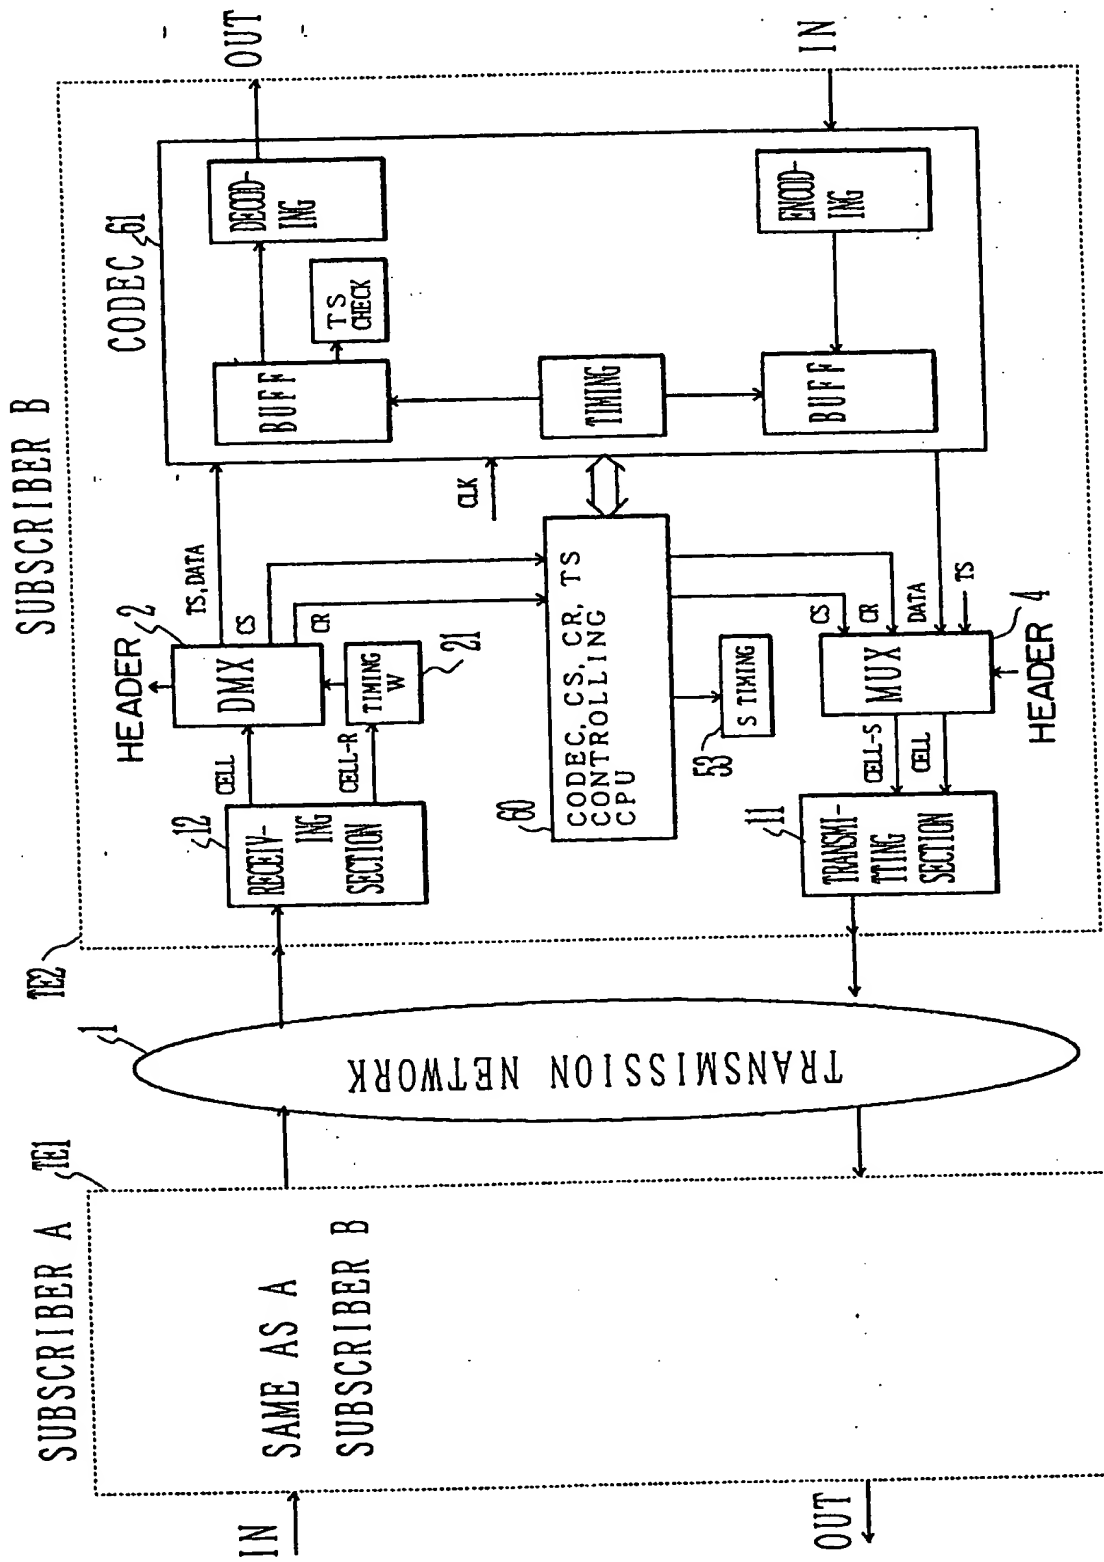 SUBSCRIBER A
TE1
IN
SAME AS A
SUBSCRIBER B
OUT
1
TRANSMISSION NETWORK
SUBSCRIBER B
TE2
12
RECEIV-
ING
SECTION
CELL
CELL-R
HEADER
2
DMX
TIMING
W
21
TS,DATA
CS
CR
60
CODEC, CS, CR, TS
CONTROLLING
CPU
CLK
53
S TIMING
11
TRANSMI-
TTING
SECTION
CELL-S
CELL
MUX
4
HEADER
CS
CR
DATA
TS
CODEC 61
BUFF
TS
CHECK
DECOD-
ING
OUT
TIMING
BUFF
ENCOD-
ING
IN